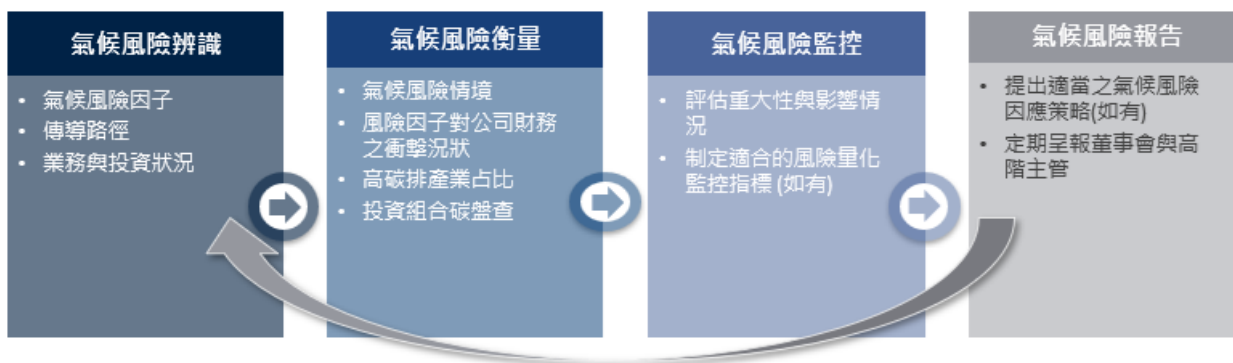 氣候風險辨識
• 氣候風險因子
• 傳導路徑
• 業務與投資狀況
氣候風險衡量
• 氣候風險情境
• 風險因子對公司財務
之衝擊況狀
• 高碳排產業占比
• 投資組合碳盤查
氣候風險監控
• 評估重大性與影響情
況
• 制定適合的風險量化
監控指標 (如有)
氣候風險報告
• 提出適當之氣候風險
因應策略(如有)
• 定期呈報董事會與高
階主管